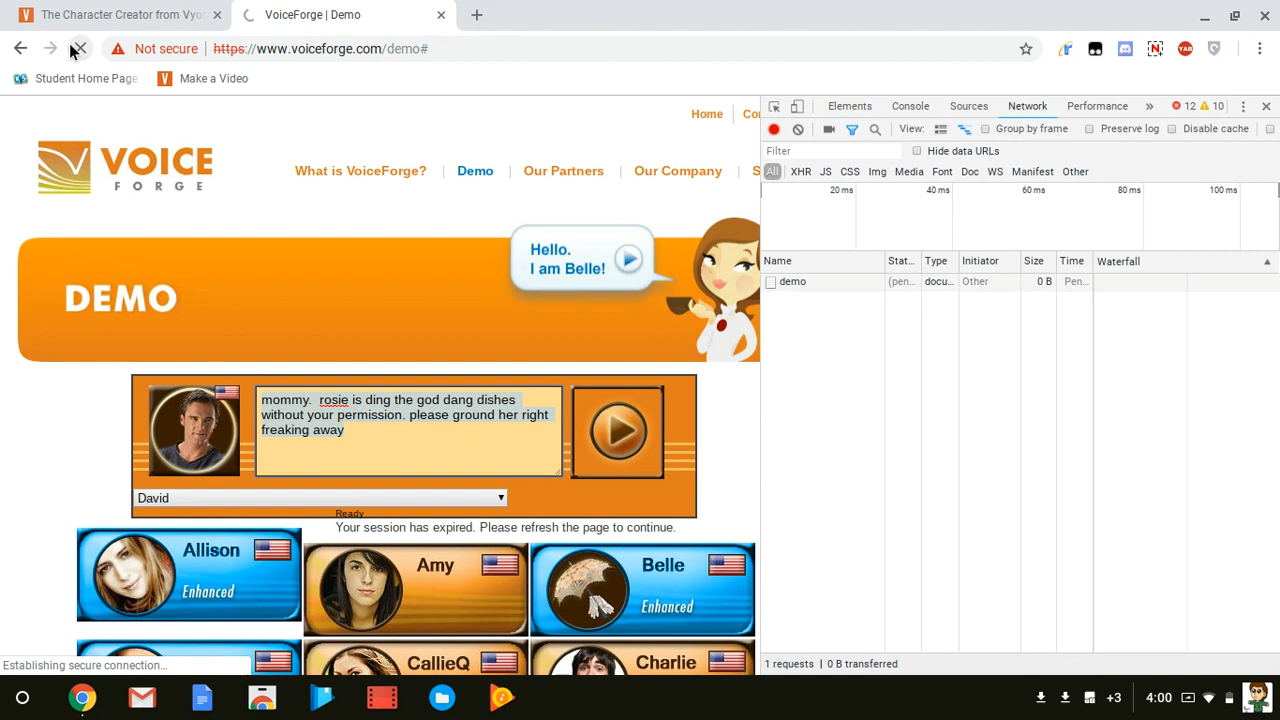 The Character Creator from Vyo
VoiceForge | Demo
Not secure
https://www.voiceforge.com/demo#
YAB
Student Home Page
Make a Video
Elements
Console
Sources
Network
Performance
12
10
View:
Group by frame
Preserve log
Disable cache
Filter
Hide data URLs
All
XHR
JS
CSS
Img
Media
Font
Doc
WS
Manifest
Other
20 ms
40 ms
60 ms
80 ms
100 ms
Name
Stat...
Type
Initiator
Size
Time
Waterfall
demo
(pen...
docu...
Other
0 B
Pen...
1 requests | 0 B transferred
Home
Co
VOICE
FORGE
What is VoiceForge?
Demo
Our Partners
Our Company
S
Hello.
I am Belle!
DEMO
mommy. rosie is ding the god dang dishes
without your permission. please ground her right
freaking away
David
Ready
Your session has expired. Please refresh the page to continue.
Allison
Enhanced
Amy
Belle
Enhanced
CallieQ
Charlie
Establishing secure connection...
+3
4:00